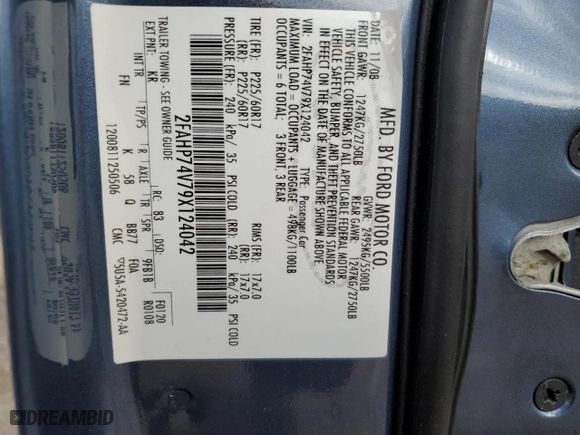 MFD. BY FORD MOTOR CO.
DATE: 11/08 GVWR: 2495KG/5500LB
FRONT GAWR: 1247KG/2750LB REAR GAWR: 1247KG/2750LB
THIS VEHICLE CONFORMS TO ALL APPLICABLE FEDERAL MOTOR
VEHICLE SAFETY, BUMPER, AND THEFT PREVENTION STANDARDS
IN EFFECT ON THE DATE OF MANUFACTURE SHOWN ABOVE.
VIN: 2FAHP74V79X124042 TYPE: Passenger Car
MAXIMUM LOAD = OCCUPANTS + LUGGAGE = 498KG/1100LB
OCCUPANTS = 6 TOTAL: 3 FRONT, 3 REAR
TIRE (FR): P225/60R17 RIMS (FR): 17x7.0
(RR): P225/60R17 (RR): 17x7.0
PRESSURE (FR): 240 kPa/ 35 PSI COLD (RR): 240 kPa/35 PSI COLD
2FAHP74V79X124042
TRAILER TOWING - SEE OWNER GUIDE F0120
EXT PNT: KR RC: 83 DSO: R0108
INT TR TP/PS R AXLE TR SPR 9FB1B
FN K 58 Q BB77 FOA ▽5U5A-5420472-AA
1200811250506 CMC
DREAMBID